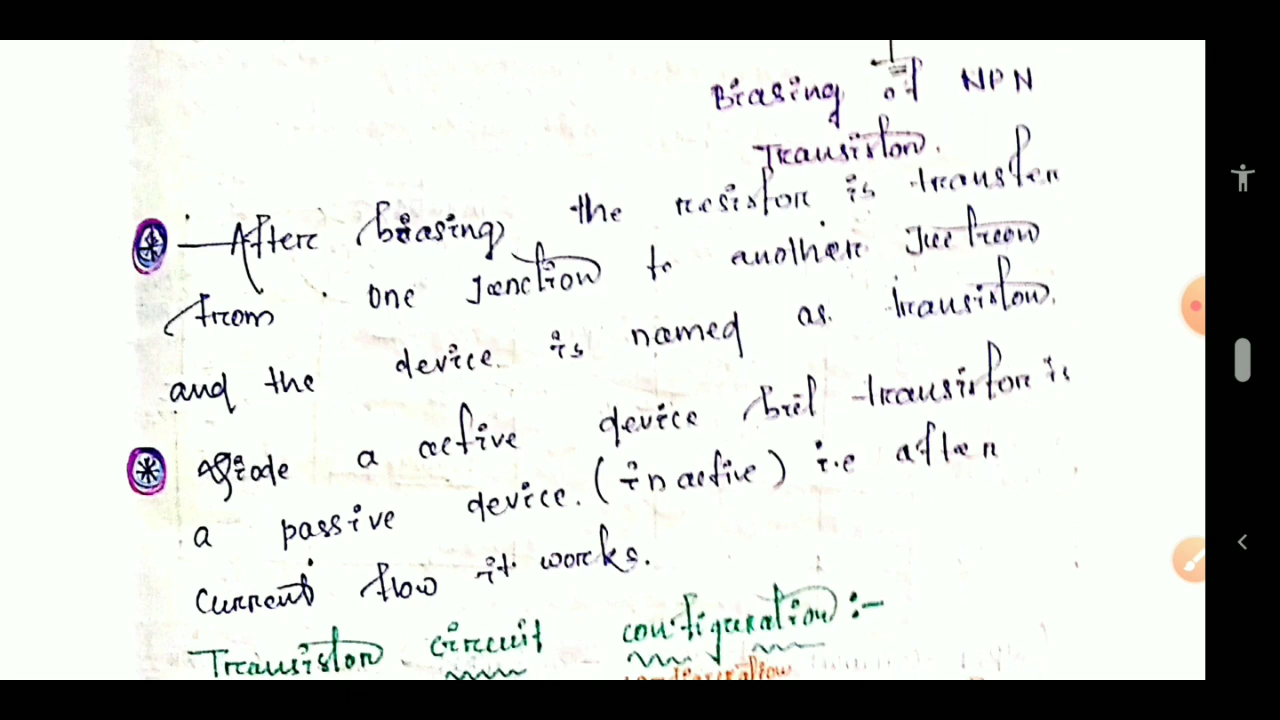 Biasing of NPN
Transistor.
After biasing, the resistor is transfer
from one junction to another
and the device is named as transistor.
a active device but transistor is
a passive device. (inactive) i.e after
current flow it works.
Transistor circuit configuration :-